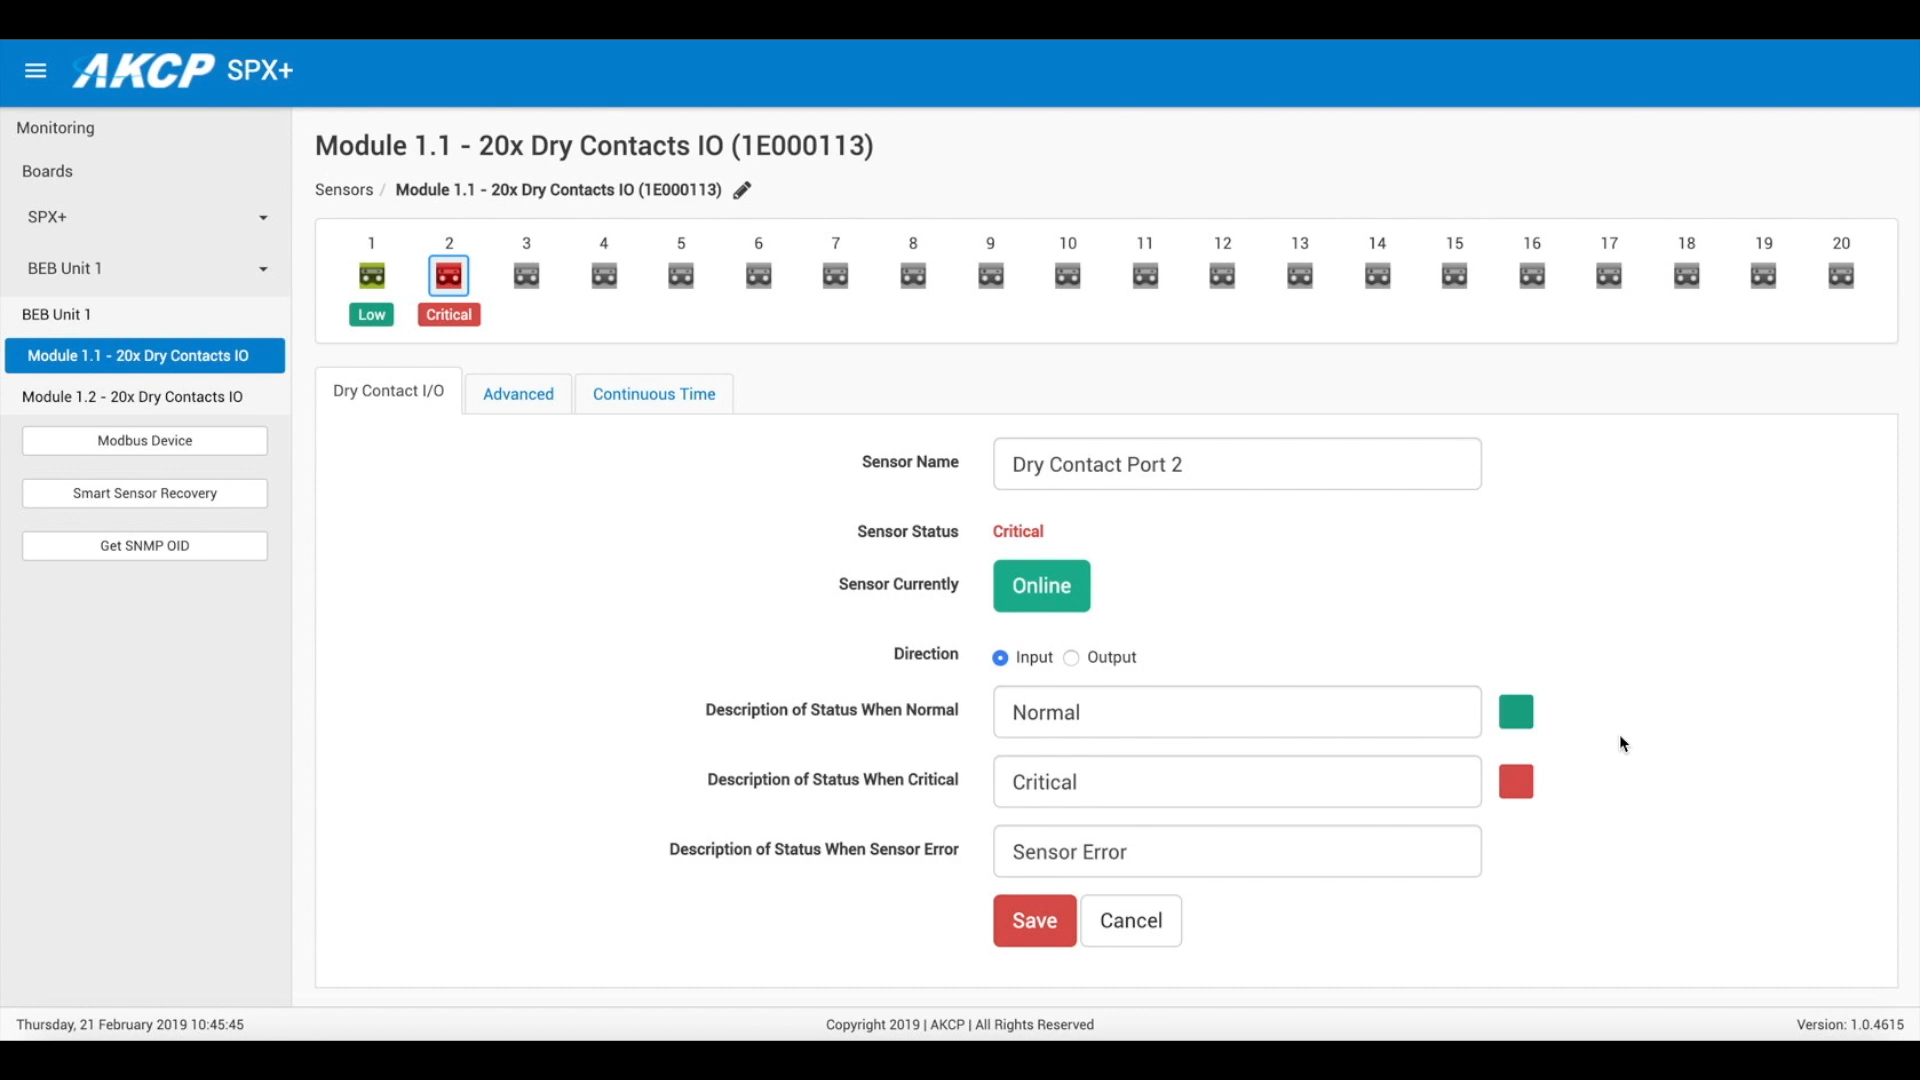 AKCP SPX+
Monitoring
Boards
SPX+
BEB Unit 1
BEB Unit 1
Module 1.1 - 20x Dry Contacts IO
Module 1.2 - 20x Dry Contacts IO
Modbus Device
Smart Sensor Recovery
Get SNMP OID
Module 1.1 - 20x Dry Contacts IO (1E000113)
Sensors / Module 1.1 - 20x Dry Contacts IO (1E000113)
1 2 3 4 5 6 7 8 9 10 11 12 13 14 15 16 17 18 19 20
Low Critical
Dry Contact I/O Advanced Continuous Time
Sensor Name Dry Contact Port 2
Sensor Status Critical
Sensor Currently Online
Direction Input Output
Description of Status When Normal Normal
Description of Status When Critical Critical
Description of Status When Sensor Error Sensor Error
Save Cancel
Thursday, 21 February 2019 10:45:45 Copyright 2019 | AKCP | All Rights Reserved Version: 1.0.4615